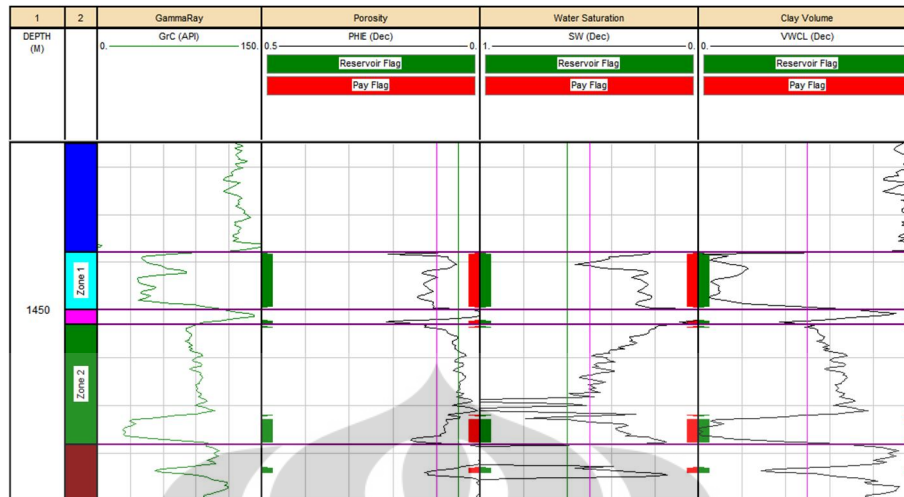 1 2 GammaRay Porosity Water Saturation Clay Volume
DEPTH (M) GrC (API) PHIE (Dec) SW (Dec) VWCL (Dec)
0. 150. 0.5 0. 1. 0. 0.
Reservoir Flag Reservoir Flag Reservoir Flag
Pay Flag Pay Flag Pay Flag
Zone 1
1450
Zone 2